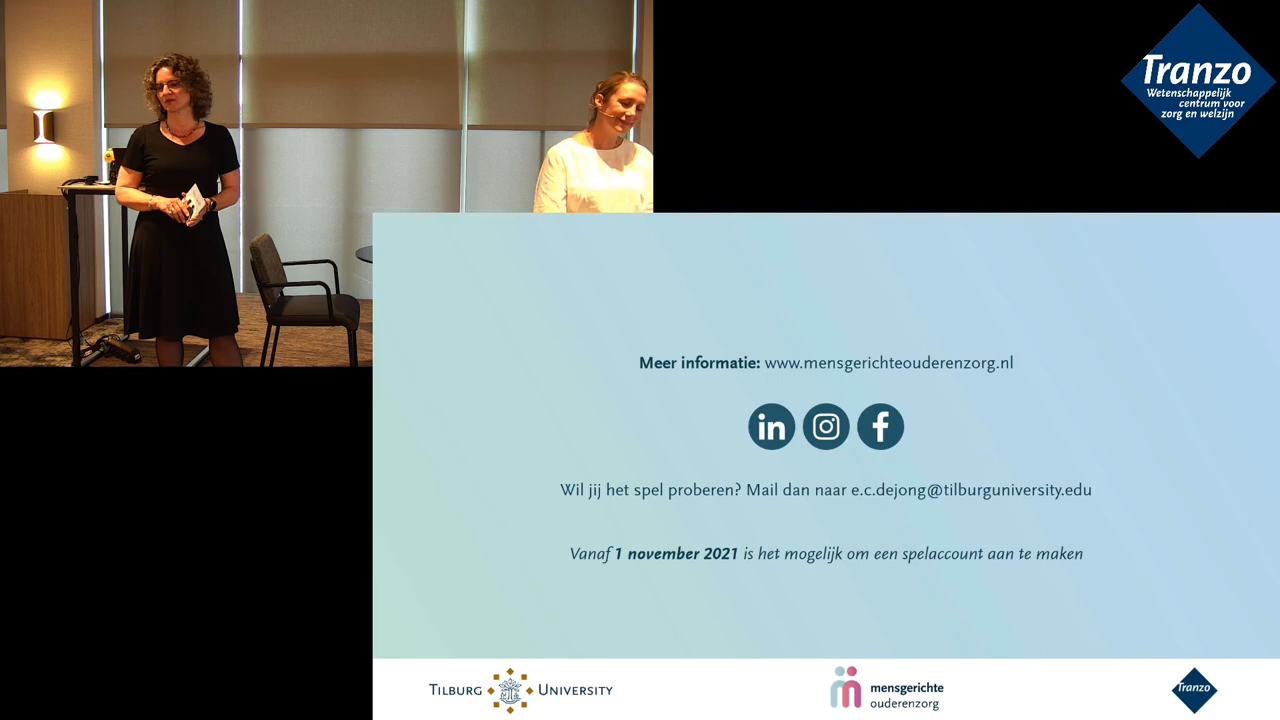 Tranzo
Wetenschappelijk
centrum voor
zorg en welzijn
Meer informatie: www.mensgerichteouderenzorg.nl
in
Wil jij het spel proberen? Mail dan naar e.c.dejong@tilburguniversity.edu
Vanaf 1 november 2021 is het mogelijk om een spelaccount aan te maken
TILBURG UNIVERSITY
mensgerichte
ouderenzorg
Tranzo